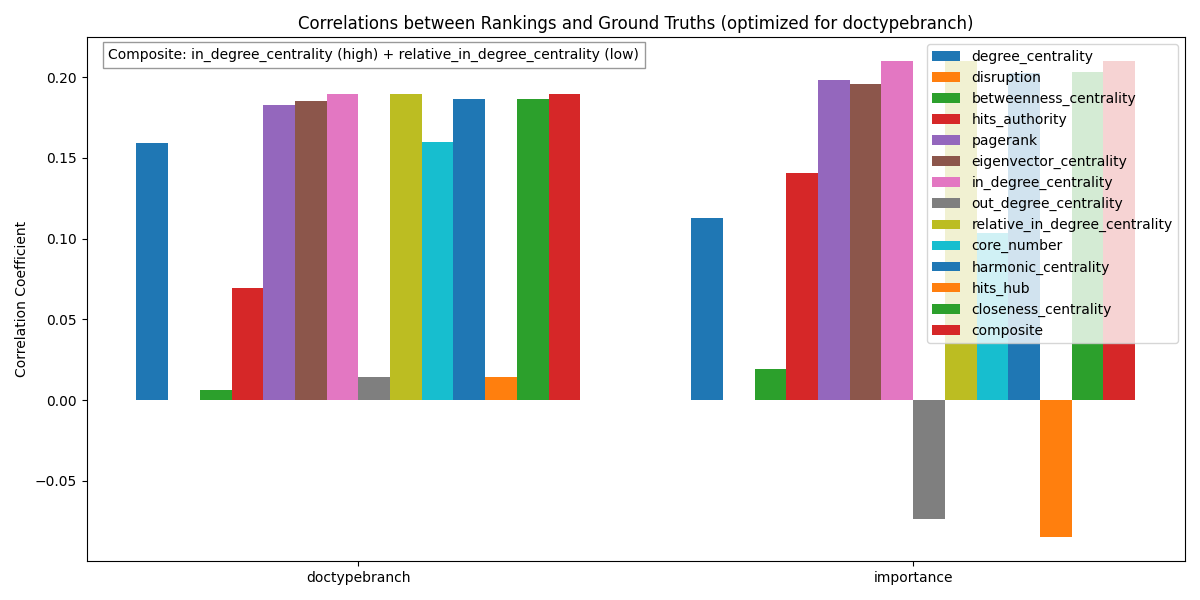 Correlations between Rankings and Ground Truths (optimized for doctypebranch)
Composite: in_degree_centrality (high) + relative_in_degree_centrality (low)
degree_centrality
disruption
betweenness_centrality
hits_authority
pagerank
eigenvector_centrality
in_degree_centrality
out_degree_centrality
relative_in_degree_centrality
core_number
harmonic_centrality
hits_hub
closeness_centrality
composite
Correlation Coefficient
0.20
0.15
0.10
0.05
0.00
−0.05
doctypebranch
importance